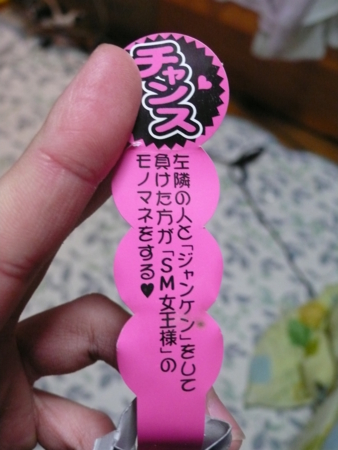 チャンス
左隣の人と「ジャンケン」をして
負けた方が「SM女王様」の
モノマネをする♥